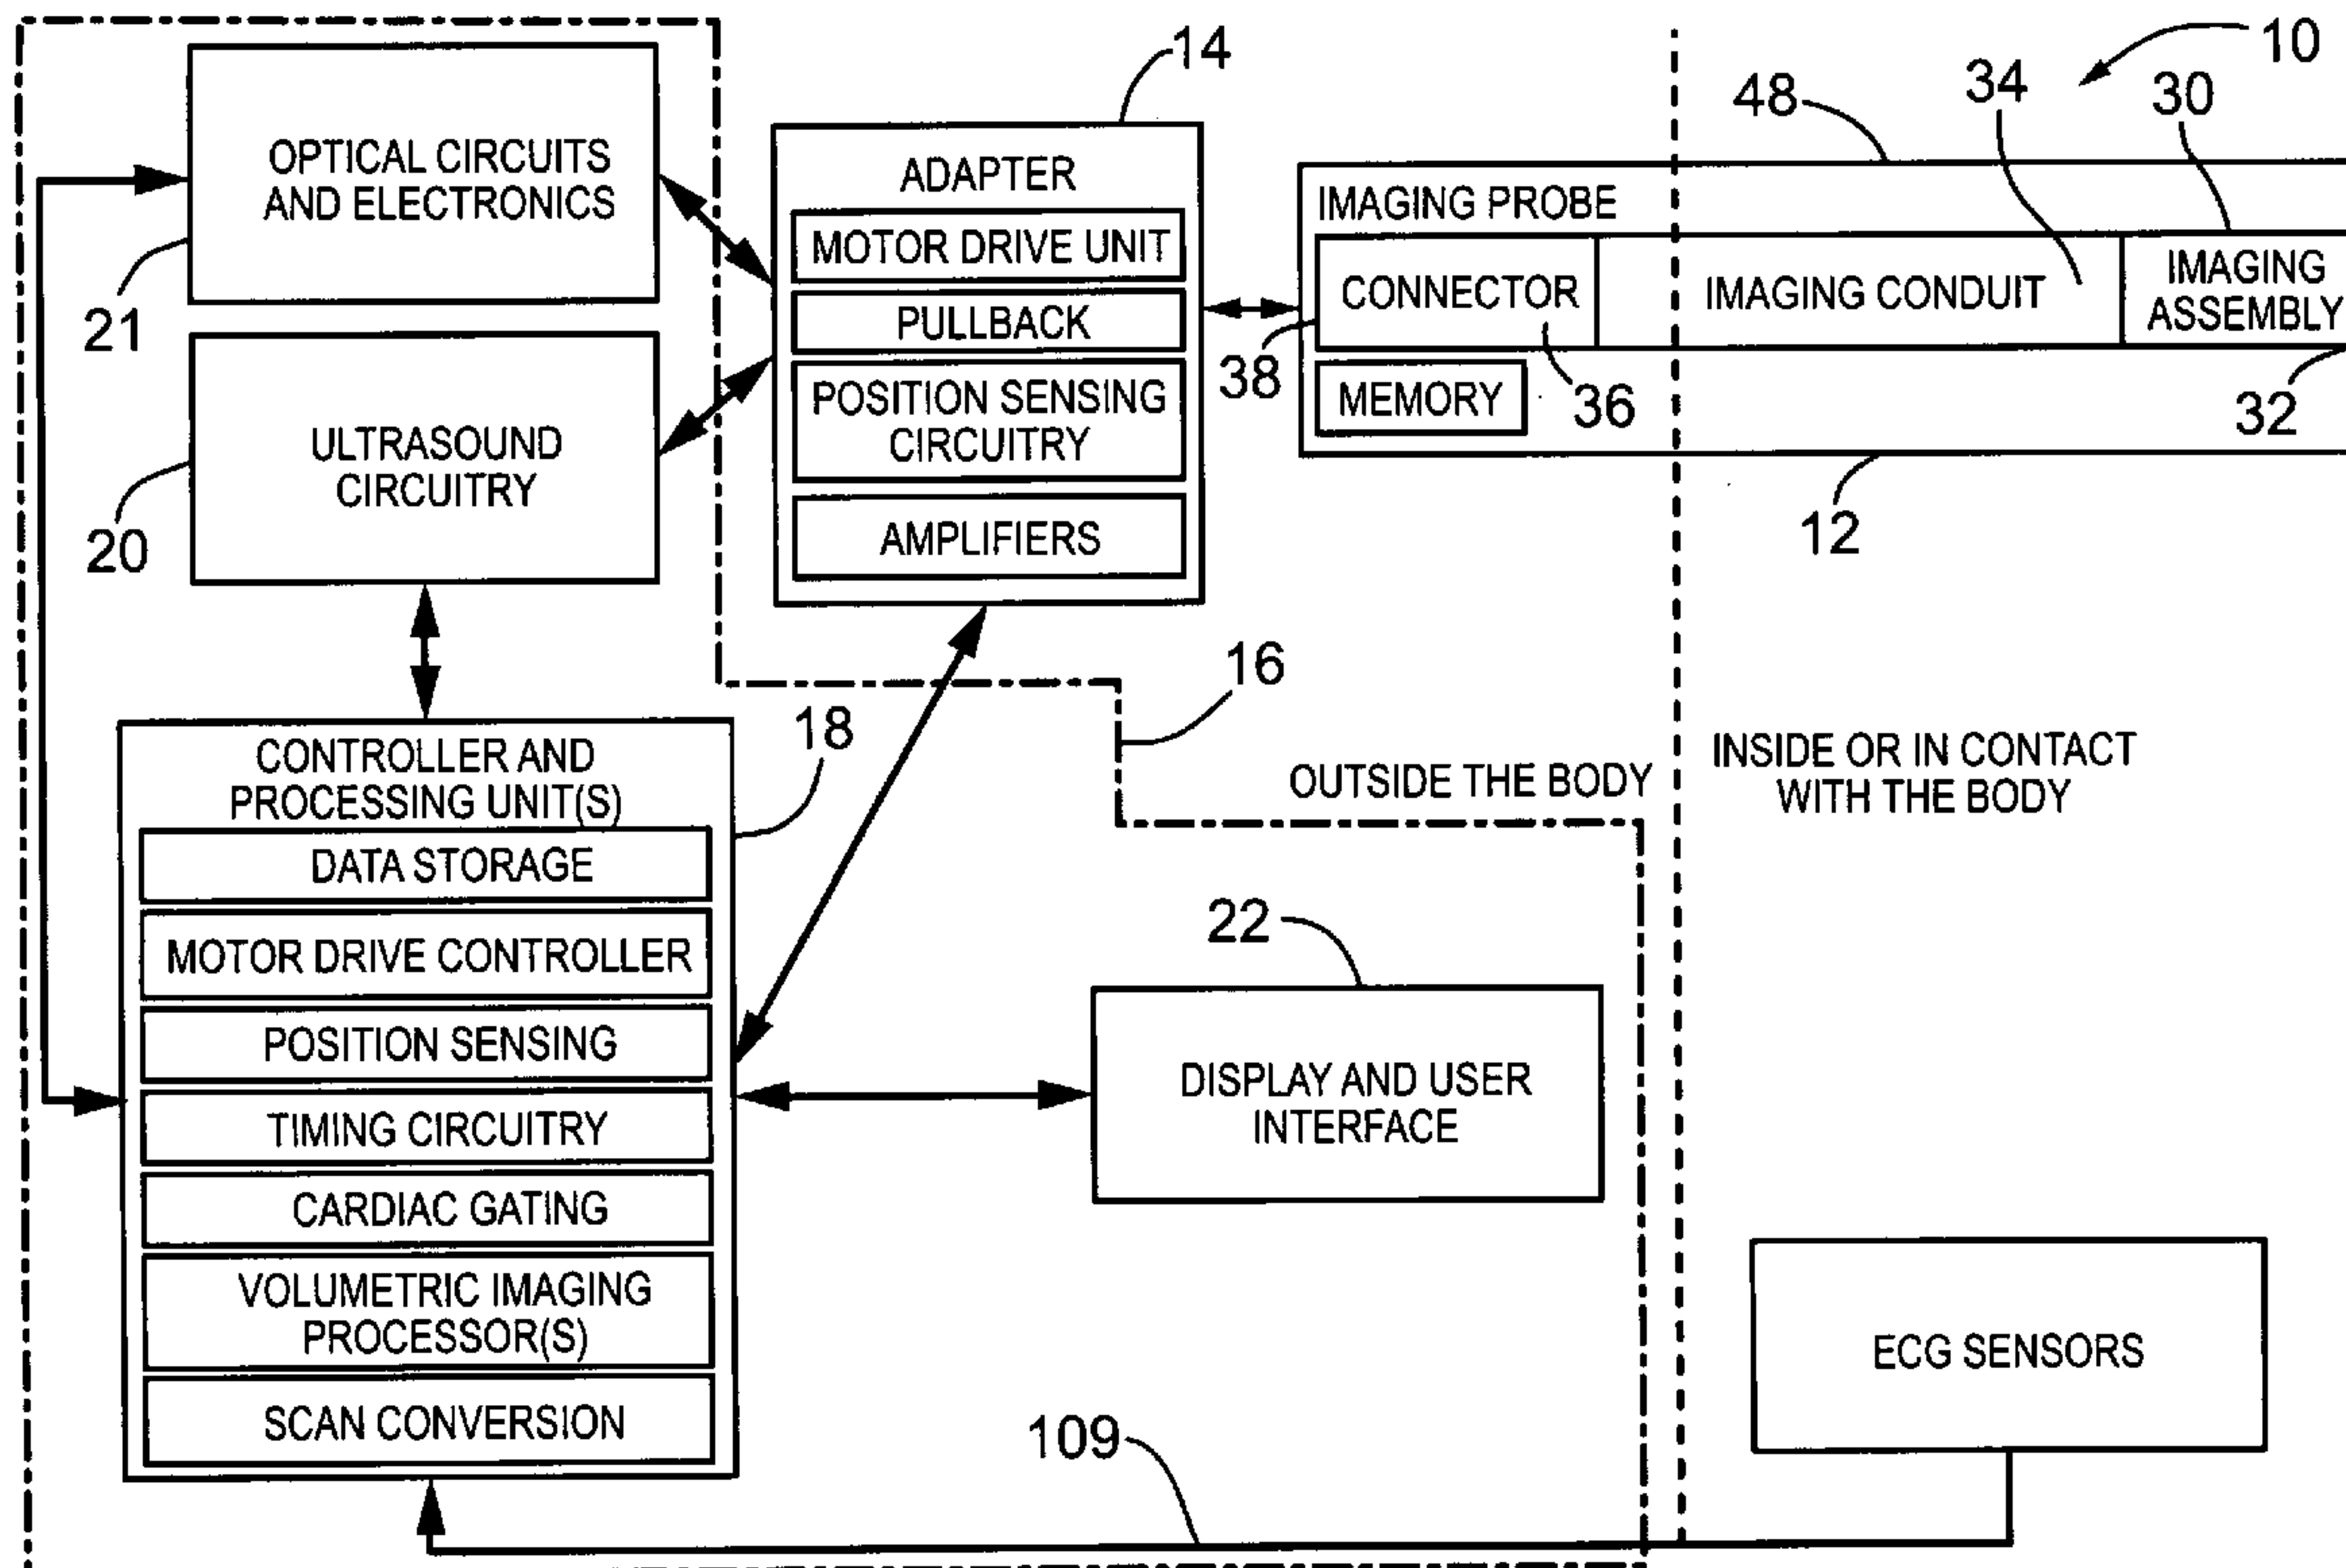 10
14
34
30
48
OPTICAL CIRCUITS
AND ELECTRONICS
21
ADAPTER
MOTOR DRIVE UNIT
PULLBACK
POSITION SENSING
CIRCUITRY
AMPLIFIERS
IMAGING PROBE
CONNECTOR
IMAGING CONDUIT
IMAGING
ASSEMBLY
38
36
32
MEMORY
12
ULTRASOUND
CIRCUITRY
20
16
18
CONTROLLER AND
PROCESSING UNIT(S)
DATA STORAGE
MOTOR DRIVE CONTROLLER
POSITION SENSING
TIMING CIRCUITRY
CARDIAC GATING
VOLUMETRIC IMAGING
PROCESSOR(S)
SCAN CONVERSION
OUTSIDE THE BODY
INSIDE OR IN CONTACT
WITH THE BODY
22
DISPLAY AND USER
INTERFACE
ECG SENSORS
109